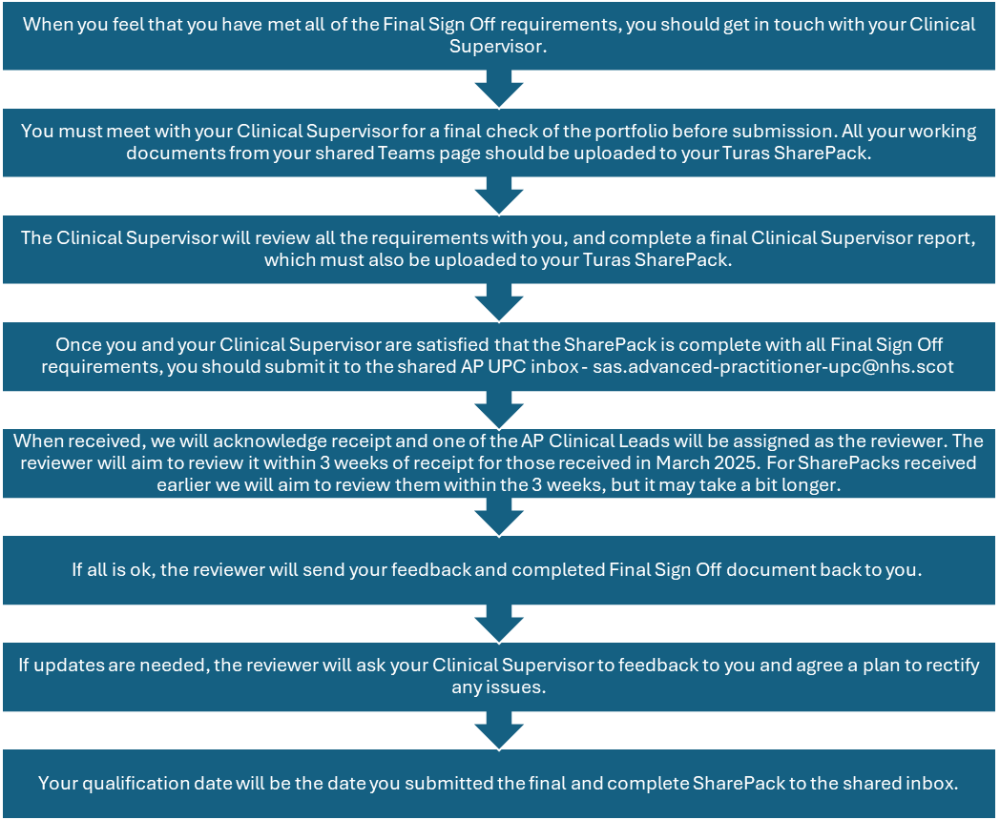 When you feel that you have met all of the Final Sign Off requirements, you should get in touch with your Clinical
Supervisor.
You must meet with your Clinical Supervisor for a final check of the portfolio before submission. All your working
documents from your shared Teams page should be uploaded to your Turas SharePack.
The Clinical Supervisor will review all the requirements with you, and complete a final Clinical Supervisor report,
which must also be uploaded to your Turas SharePack.
Once you and your Clinical Supervisor are satisfied that the SharePack is complete with all Final Sign Off
requirements, you should submit it to the shared AP UPC inbox - sas.advanced-practitioner-upc@nhs.scot
When received, we will acknowledge receipt and one of the AP Clinical Leads will be assigned as the reviewer. The
reviewer will aim to review it within 3 weeks of receipt for those received in March 2025. For SharePacks received
earlier we will aim to review them within the 3 weeks, but it may take a bit longer.
If all is ok, the reviewer will send your feedback and completed Final Sign Off document back to you.
If updates are needed, the reviewer will ask your Clinical Supervisor to feedback to you and agree a plan to rectify
any issues.
Your qualification date will be the date you submitted the final and complete SharePack to the shared inbox.